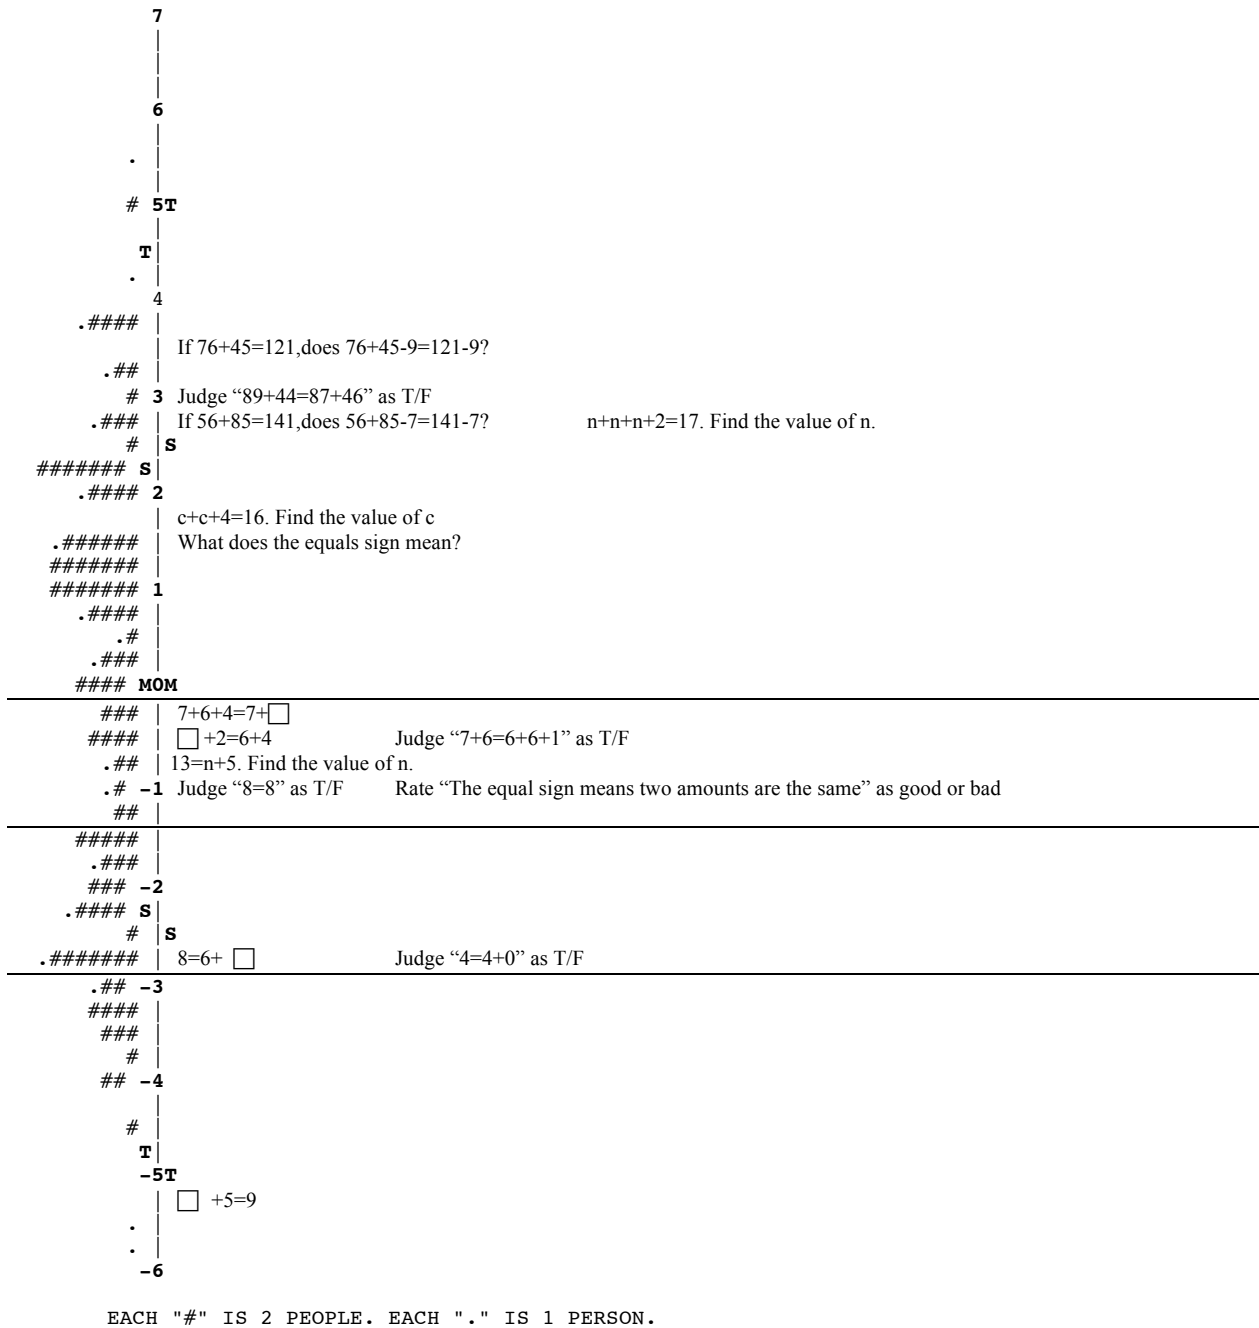 7
|
|
|
6
|
. |
|
# 5T
|
T|
. |
4
.#### |
| If 76+45=121,does 76+45-9=121-9?
.## |
# 3 Judge “89+44=87+46” as T/F
.### | If 56+85=141,does 56+85-7=141-7? n+n+n+2=17. Find the value of n.
# |S
####### S|
.#### 2
| c+c+4=16. Find the value of c
.###### | What does the equals sign mean?
####### |
####### 1
.#### |
.# |
.### |
#### MOM
### | 7+6+4=7+□
#### | □ +2=6+4 Judge “7+6=6+6+1” as T/F
.## | 13=n+5. Find the value of n.
.# -1 Judge “8=8” as T/F Rate “The equal sign means two amounts are the same” as good or bad
## |
##### |
.### |
### -2
.#### S|
# |S
.####### | 8=6+ □ Judge “4=4+0” as T/F
.## -3
#### |
### |
# |
## -4
|
# |
T|
-5T
| □ +5=9
. |
. |
-6
EACH "#" IS 2 PEOPLE. EACH "." IS 1 PERSON.